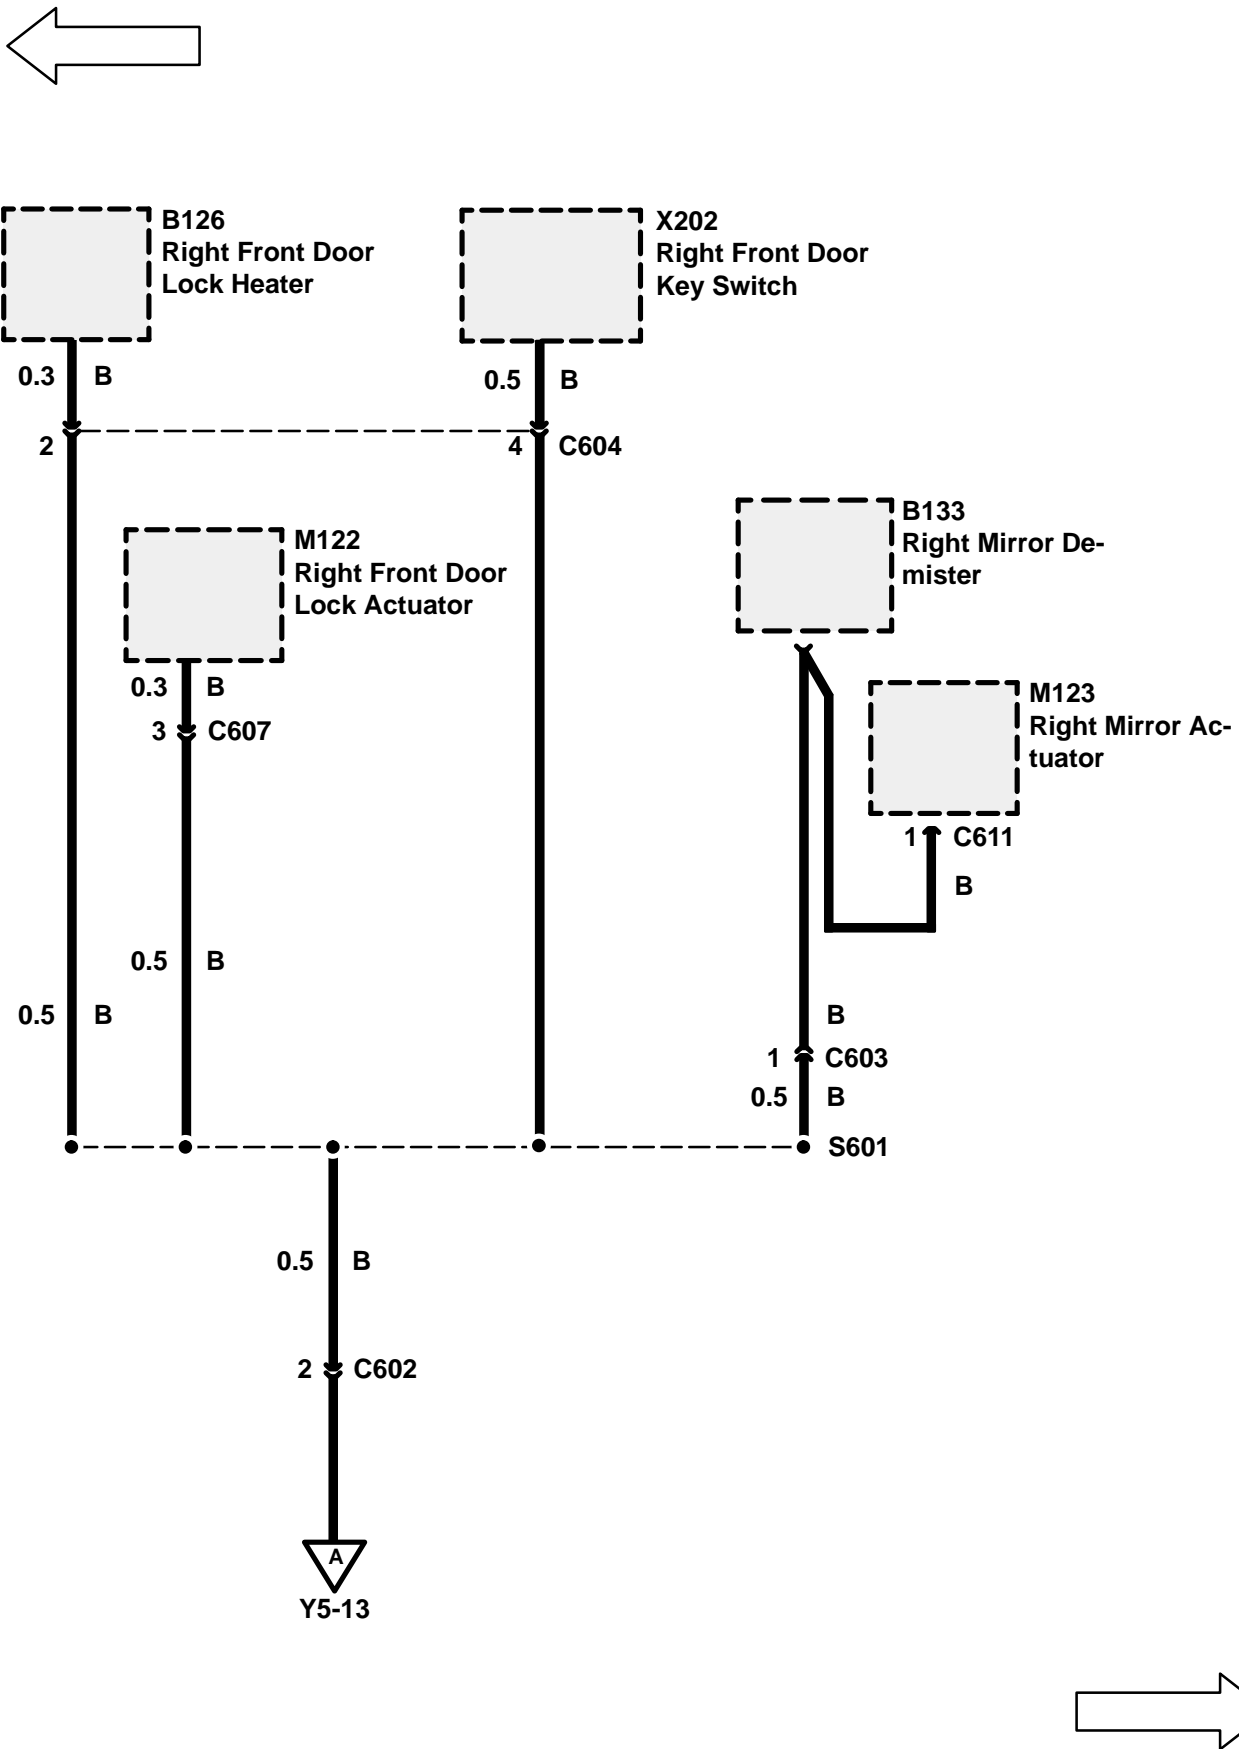 B126
Right Front Door
Lock Heater
X202
Right Front Door
Key Switch
0.3 B
0.5 B
2
4 C604
M122
Right Front Door
Lock Actuator
B133
Right Mirror De-
mister
0.3 B
3 C607
M123
Right Mirror Ac-
tuator
1 C611
B
0.5 B
0.5 B
B
1 C603
0.5 B
S601
0.5 B
2 C602
A
Y5-13